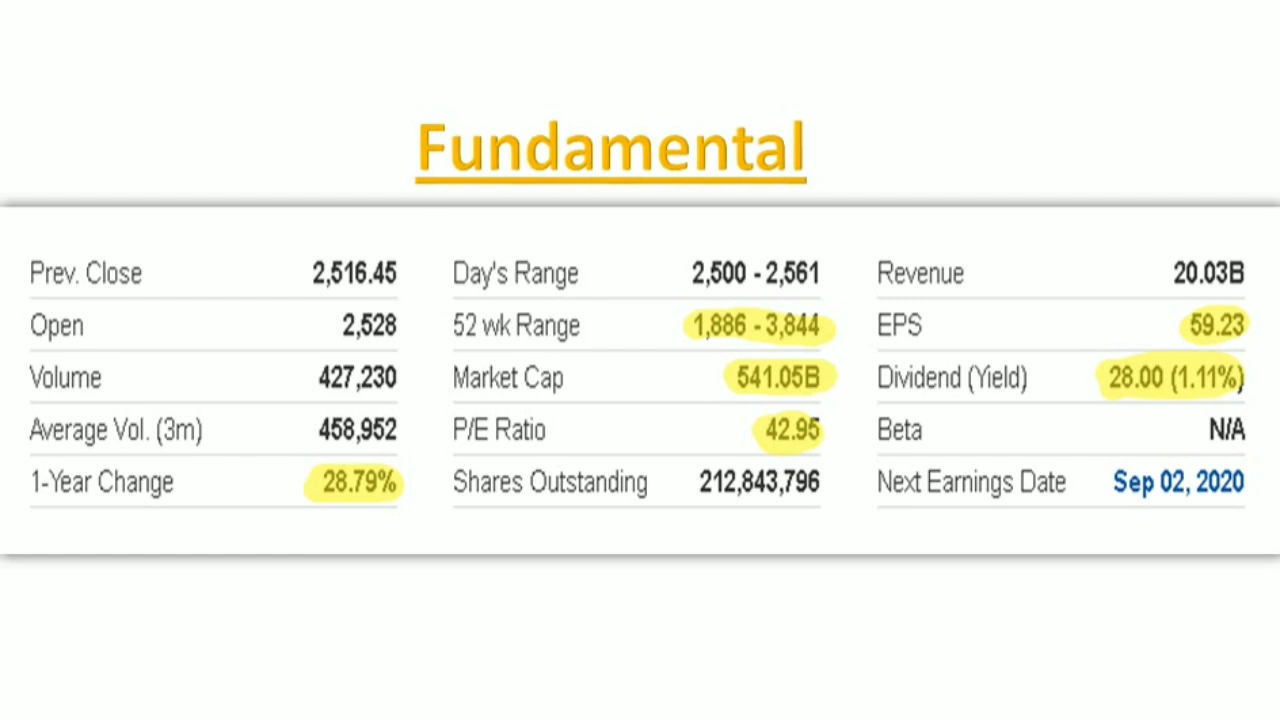 Fundamental
Prev. Close 2,516.45
Open 2,528
Volume 427,230
Average Vol. (3m) 458,952
1-Year Change 28.79%
Day's Range 2,500 - 2,561
52 wk Range 1,886 - 3,844
Market Cap 541.05B
P/E Ratio 42.95
Shares Outstanding 212,843,796
Revenue 20.03B
EPS 59.23
Dividend (Yield) 28.00 (1.11%)
Beta N/A
Next Earnings Date Sep 02, 2020